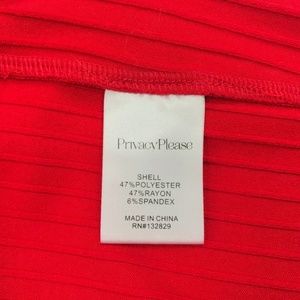 PrivacyPlease
SHELL
47%POLYESTER
47%RAYON
6%SPANDEX
MADE IN CHINA
RN#132829